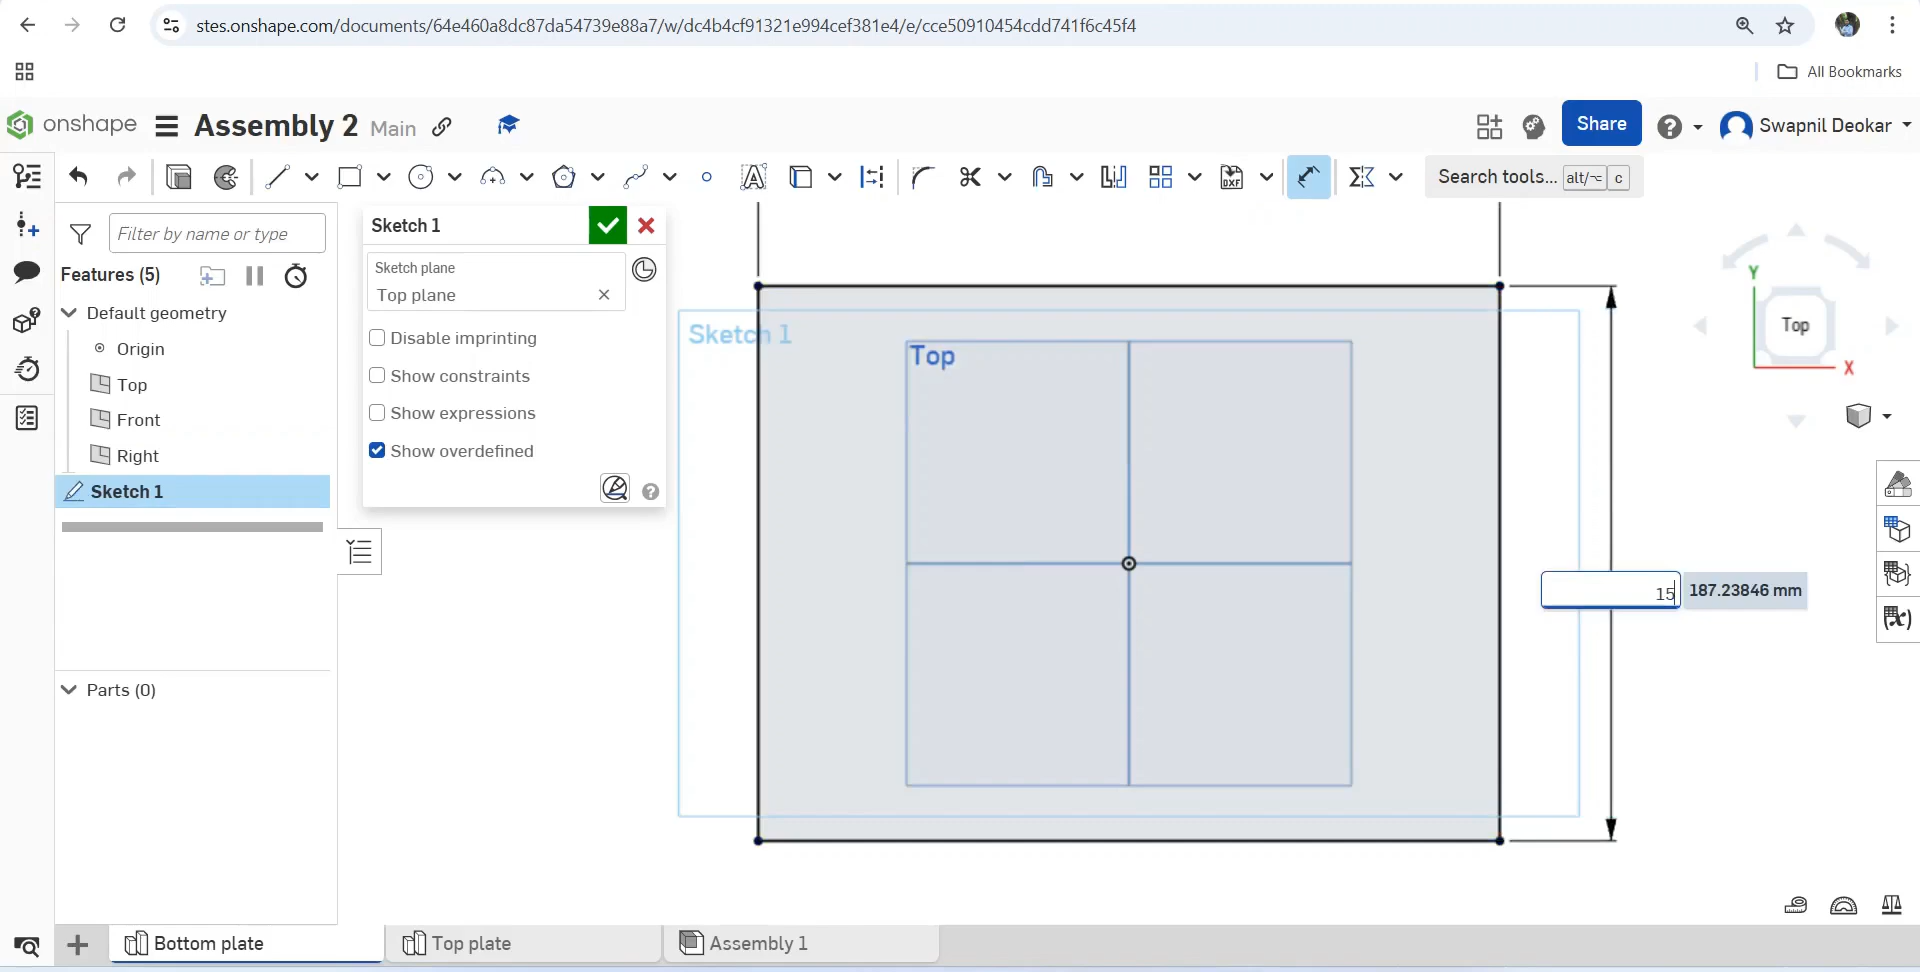 stes.onshape.com/documents/64e460a8dc87da54739e88a7/w/dc4b4cf91321e994cef381e4/e/cce50910454cdd741f6c45f4
All Bookmarks
onshape Assembly 2 Main Share Swapnil Deokar
Search tools... alt/⌥ c
Filter by name or type
Features (5)
Default geometry
Origin
Top
Front
Right
Sketch 1
Parts (0)
Sketch 1
Sketch plane
Top plane
Disable imprinting
Show constraints
Show expressions
Show overdefined
Sketch 1
Top
15 187.23846 mm
Y
Top
X
Bottom plate Top plate Assembly 1